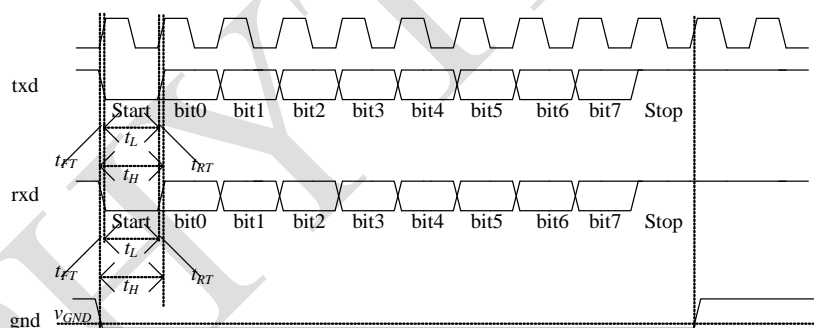 txd
Start bit0 bit1 bit2 bit3 bit4 bit5 bit6 bit7 Stop
tL
tFT tH tRT
rxd
Start bit0 bit1 bit2 bit3 bit4 bit5 bit6 bit7 Stop
tL
tFT tH tRT
gnd vGND